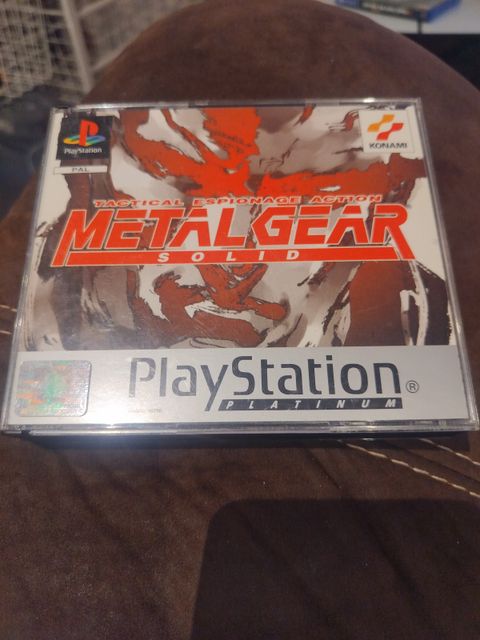 PlayStation
PAL
KONAMI
TACTICAL ESPIONAGE ACTION
METAL GEAR
SOLID
PlayStation®
PLATINUM